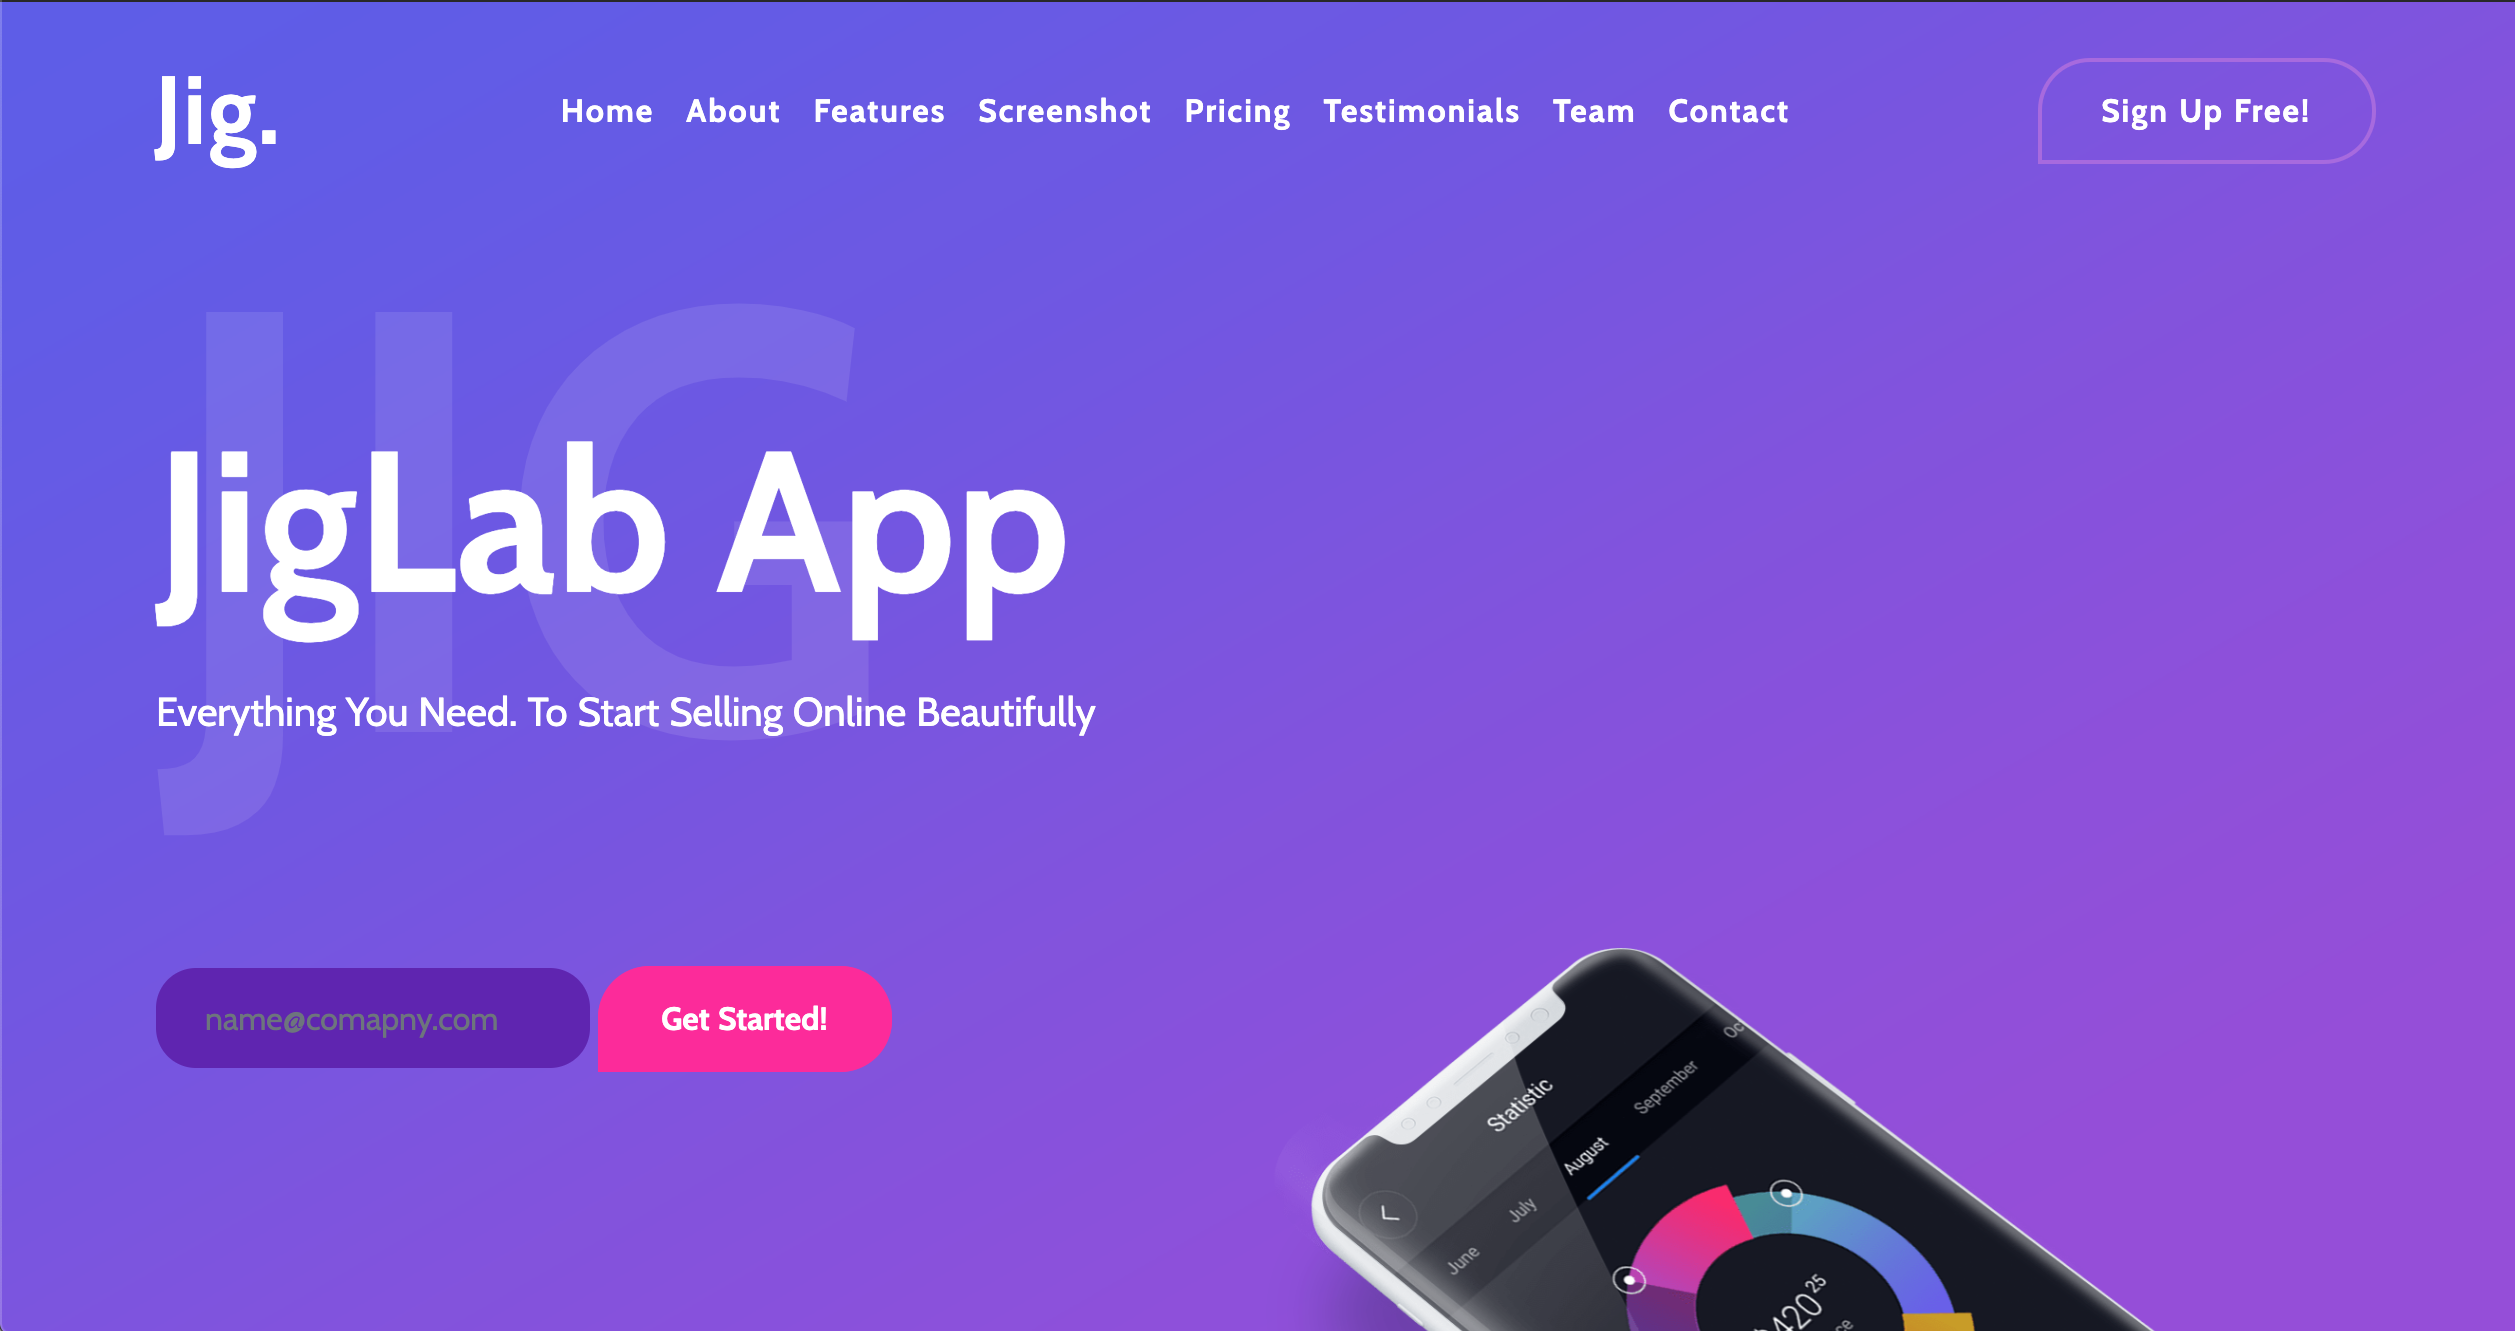 Jig.
Home About Features Screenshot Pricing Testimonials Team Contact
Sign Up Free!
JIG
JigLab App
Everything You Need. To Start Selling Online Beautifully
name@comapny.com
Get Started!
Statistic
June July August September
420 25